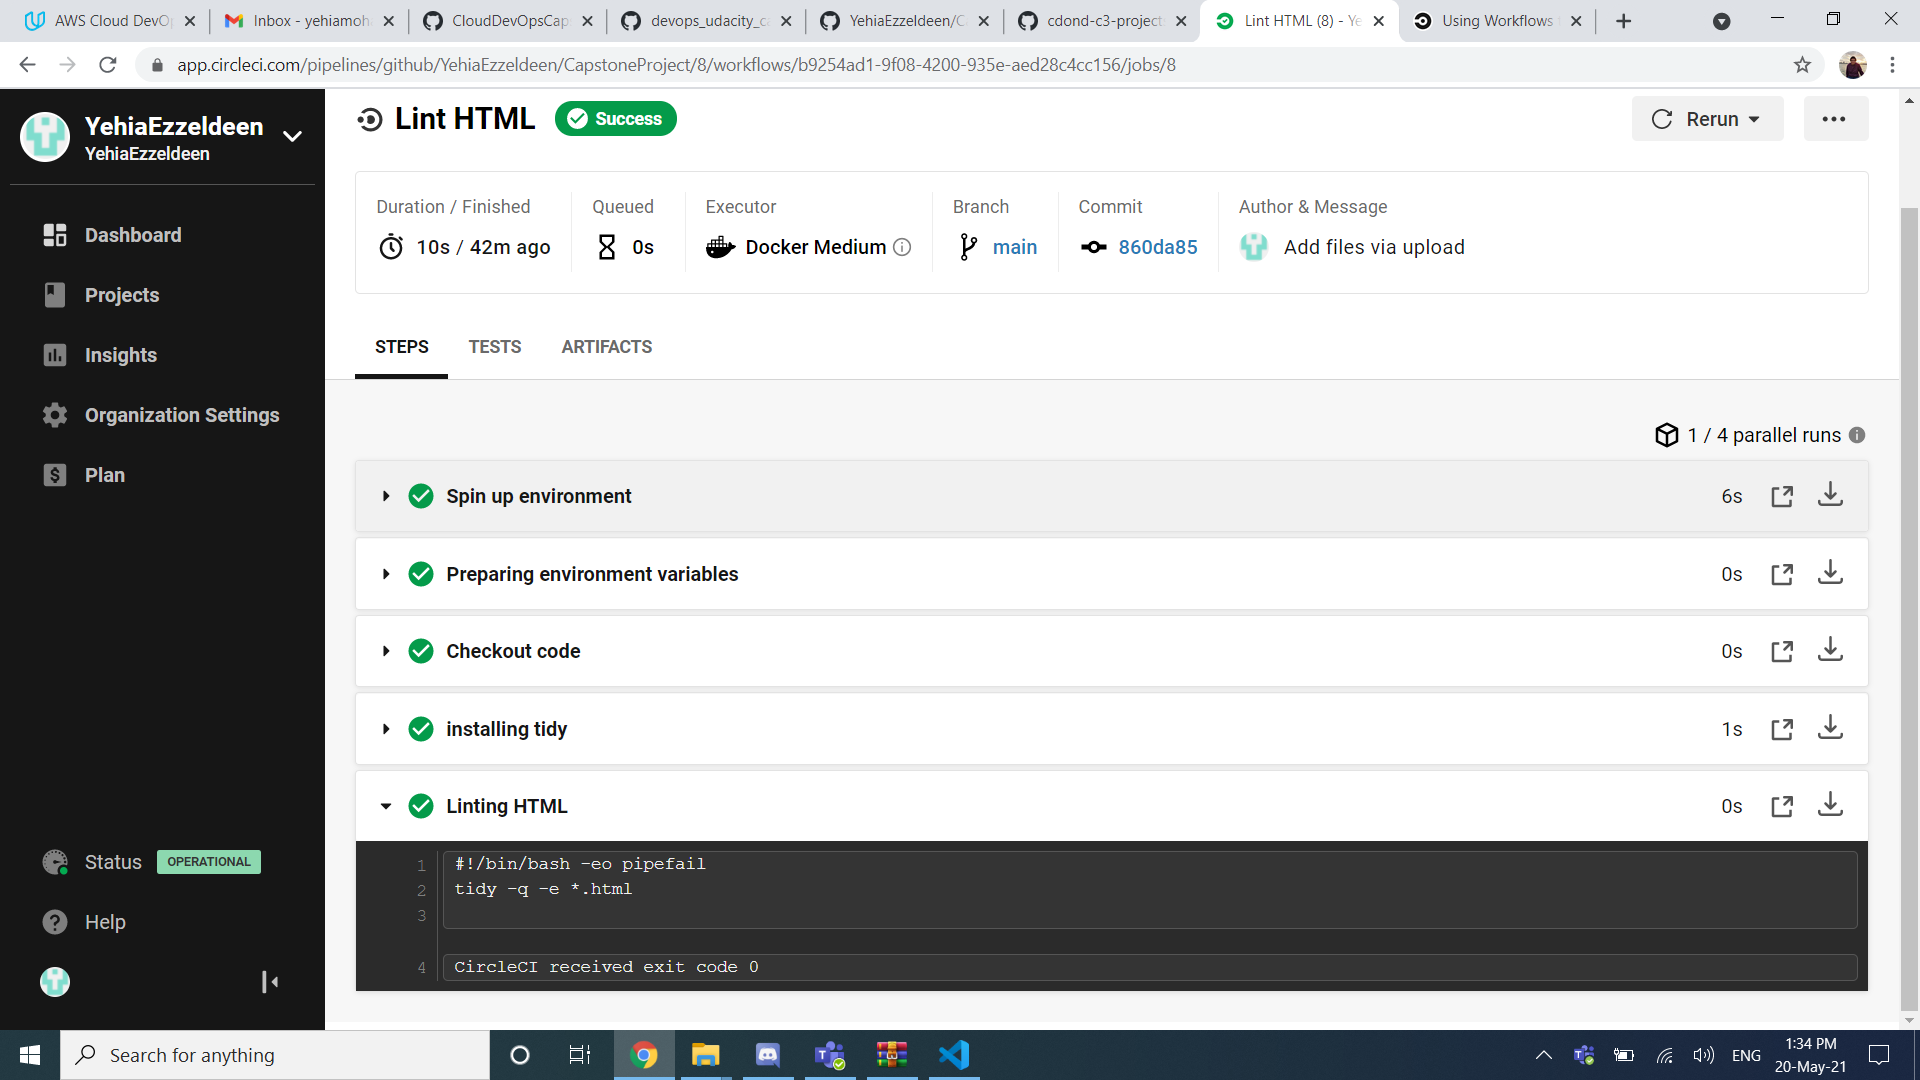 AWS Cloud DevO
Inbox - yehiamoh
CloudDevOpsCap
devops_udacity_ca
YehiaEzzeldeen/C
cdond-c3-project
Lint HTML (8) - Ye
Using Workflows
app.circleci.com/pipelines/github/YehiaEzzeldeen/CapstoneProject/8/workflows/b9254ad1-9f08-4200-935e-aed28c4cc156/jobs/8
YehiaEzzeldeen
YehiaEzzeldeen
Dashboard
Projects
Insights
Organization Settings
Plan
Status OPERATIONAL
Help
Lint HTML Success
Rerun
Duration / Finished
10s / 42m ago
Queued
0s
Executor
Docker Medium
Branch
main
Commit
860da85
Author & Message
Add files via upload
STEPS TESTS ARTIFACTS
1 / 4 parallel runs
Spin up environment 6s
Preparing environment variables 0s
Checkout code 0s
installing tidy 1s
Linting HTML 0s
1 #!/bin/bash -eo pipefail
2 tidy -q -e *.html
3
4 CircleCI received exit code 0
Search for anything
ENG
1:34 PM
20-May-21